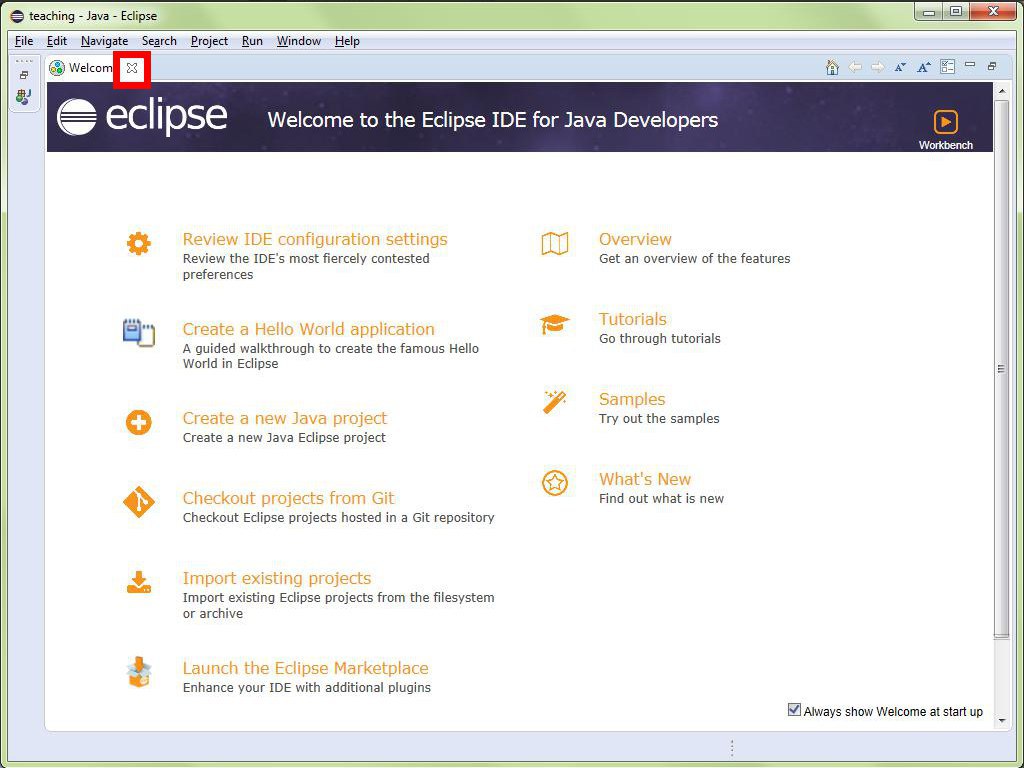 teaching - Java - Eclipse
File Edit Navigate Search Project Run Window Help
Welcom
eclipse
Welcome to the Eclipse IDE for Java Developers
Workbench
Review IDE configuration settings
Review the IDE's most fiercely contested
preferences
Create a Hello World application
A guided walkthrough to create the famous Hello
World in Eclipse
Create a new Java project
Create a new Java Eclipse project
Checkout projects from Git
Checkout Eclipse projects hosted in a Git repository
Import existing projects
Import existing Eclipse projects from the filesystem
or archive
Launch the Eclipse Marketplace
Enhance your IDE with additional plugins
Overview
Get an overview of the features
Tutorials
Go through tutorials
Samples
Try out the samples
What's New
Find out what is new
Always show Welcome at start up